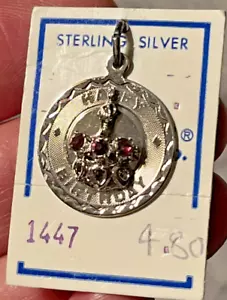 STERLING SILVER
HAPPY
BIRTHDAY
®
1447
4.80